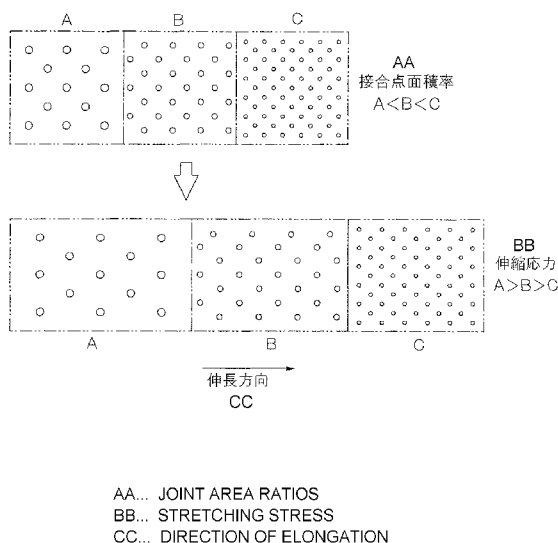 A B C
AA
接合点面積率
A<B<C
BB
伸縮応力
A>B>C
A B C
伸長方向
CC
AA... JOINT AREA RATIOS
BB... STRETCHING STRESS
CC... DIRECTION OF ELONGATION